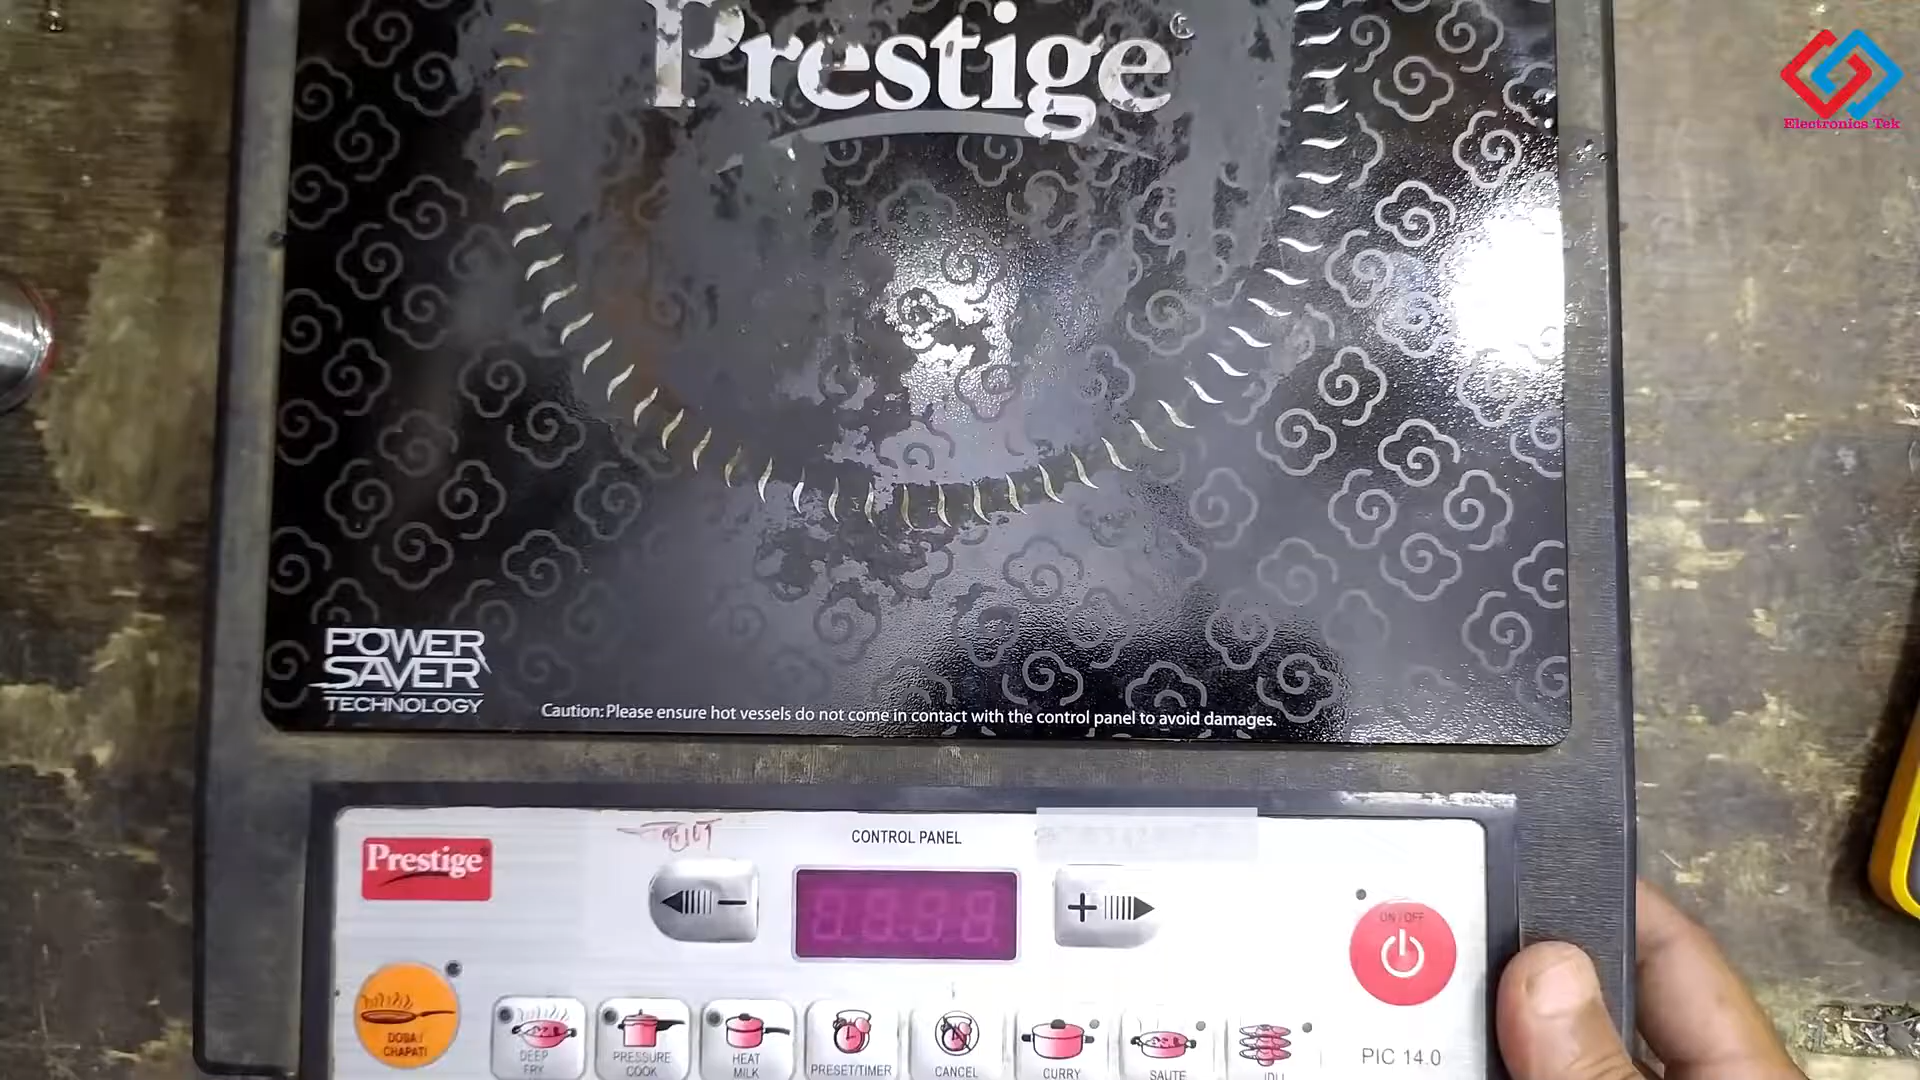 Prestige
Electronics Tek
POWER
SAVER
TECHNOLOGY
Caution: Please ensure hot vessels do not come in contact with the control panel to avoid damages.
CONTROL PANEL
Prestige
−
+
ON / OFF
DOSA /
CHAPATI
DEEP
FRY
PRESSURE
COOK
HEAT
MILK
PRESET/TIMER
CANCEL
CURRY
SAUTE
IDLI
PIC 14.0